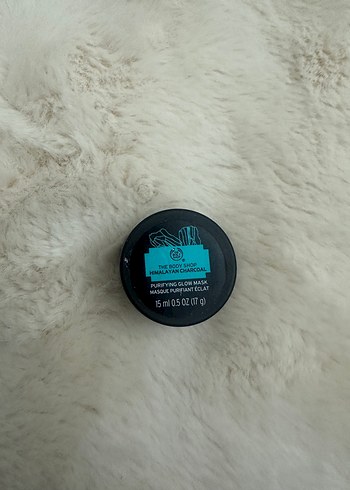 THE BODY SHOP
HIMALAYAN CHARCOAL
PURIFYING GLOW MASK
MASQUE PURIFIANT ÉCLAT
15 ml 0.5 OZ (17 g)